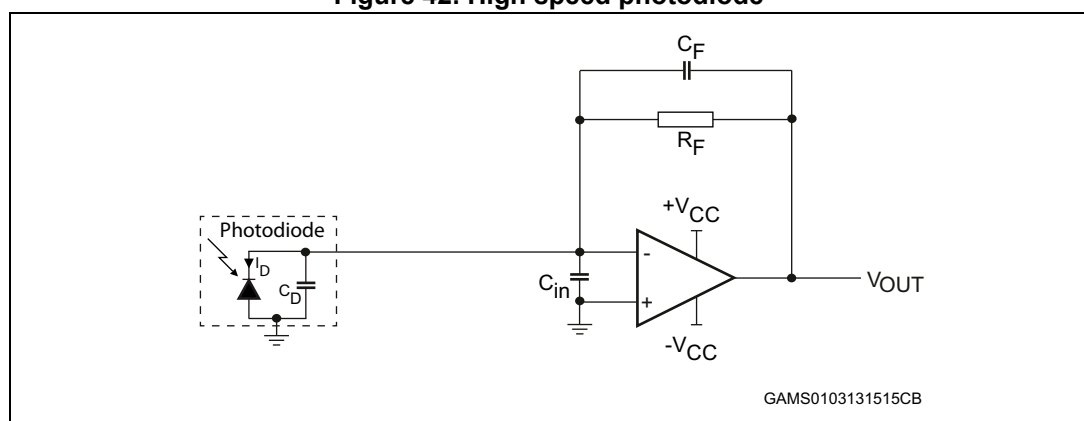 Figure 42. High-speed photodiode
CF
RF
+VCC
Photodiode
ID
CD
Cin
-
+
VOUT
-VCC
GAMS0103131515CB